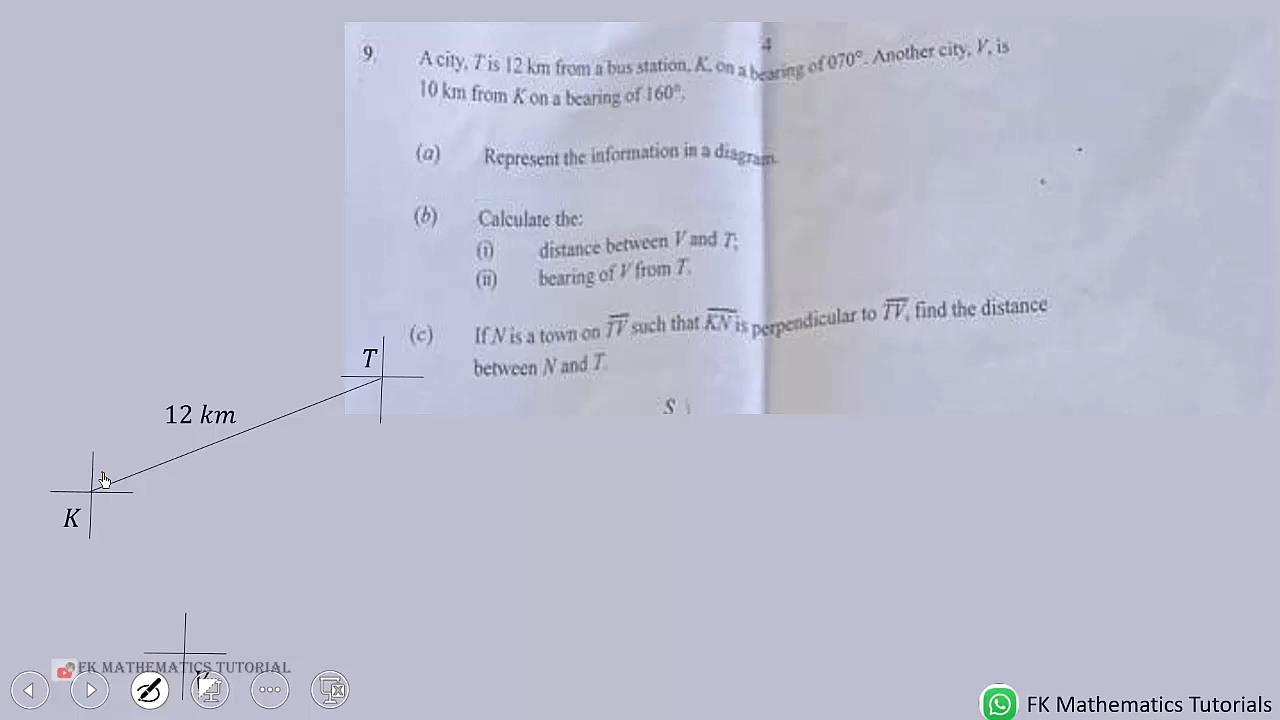 4
9. A city, T is 12 km from a bus station, K, on a bearing of 070°. Another city, V, is
10 km from K on a bearing of 160°.
(a) Represent the information in a diagram.
(b) Calculate the:
(i) distance between V and T;
(ii) bearing of V from T.
(c) If N is a town on T̅V̅ such that K̅N̅ is perpendicular to T̅V̅, find the distance
between N and T.
S
T
12 km
K
FK MATHEMATICS TUTORIAL
FK Mathematics Tutorials